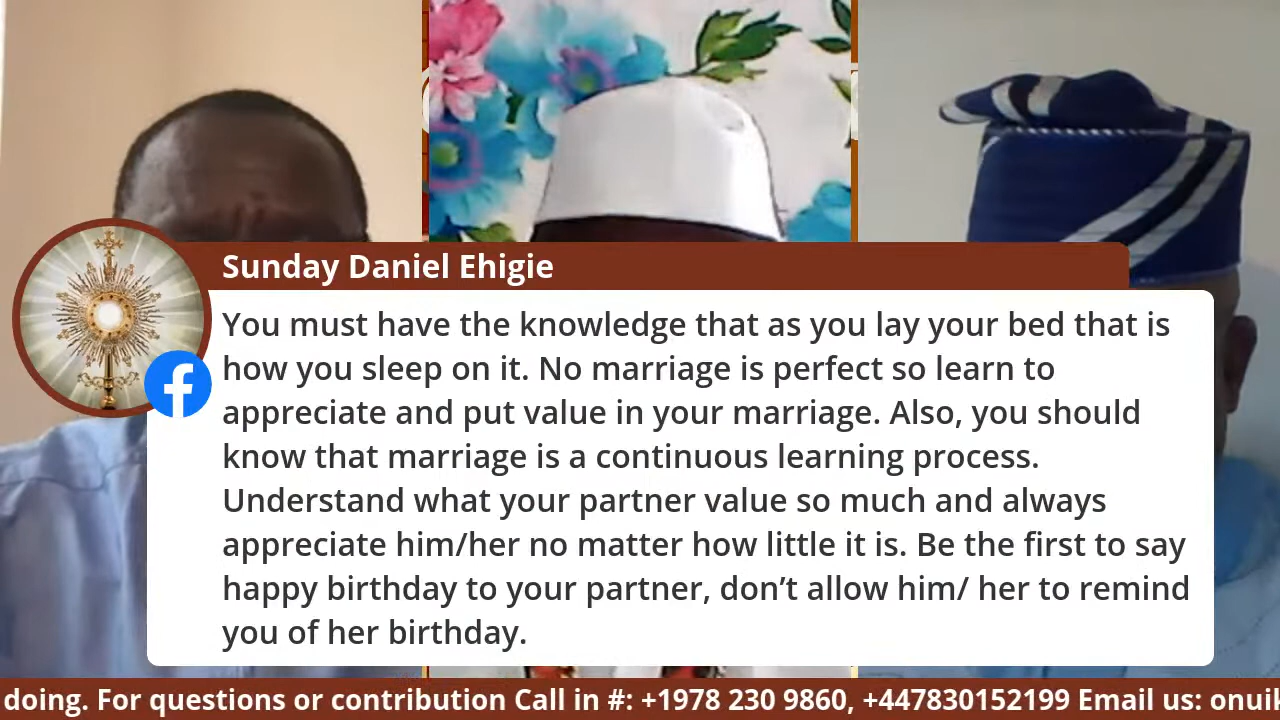 Sunday Daniel Ehigie
You must have the knowledge that as you lay your bed that is
how you sleep on it. No marriage is perfect so learn to
appreciate and put value in your marriage. Also, you should
know that marriage is a continuous learning process.
Understand what your partner value so much and always
appreciate him/her no matter how little it is. Be the first to say
happy birthday to your partner, don’t allow him/ her to remind
you of her birthday.
doing. For questions or contribution Call in #: +1978 230 9860, +447830152199 Email us: